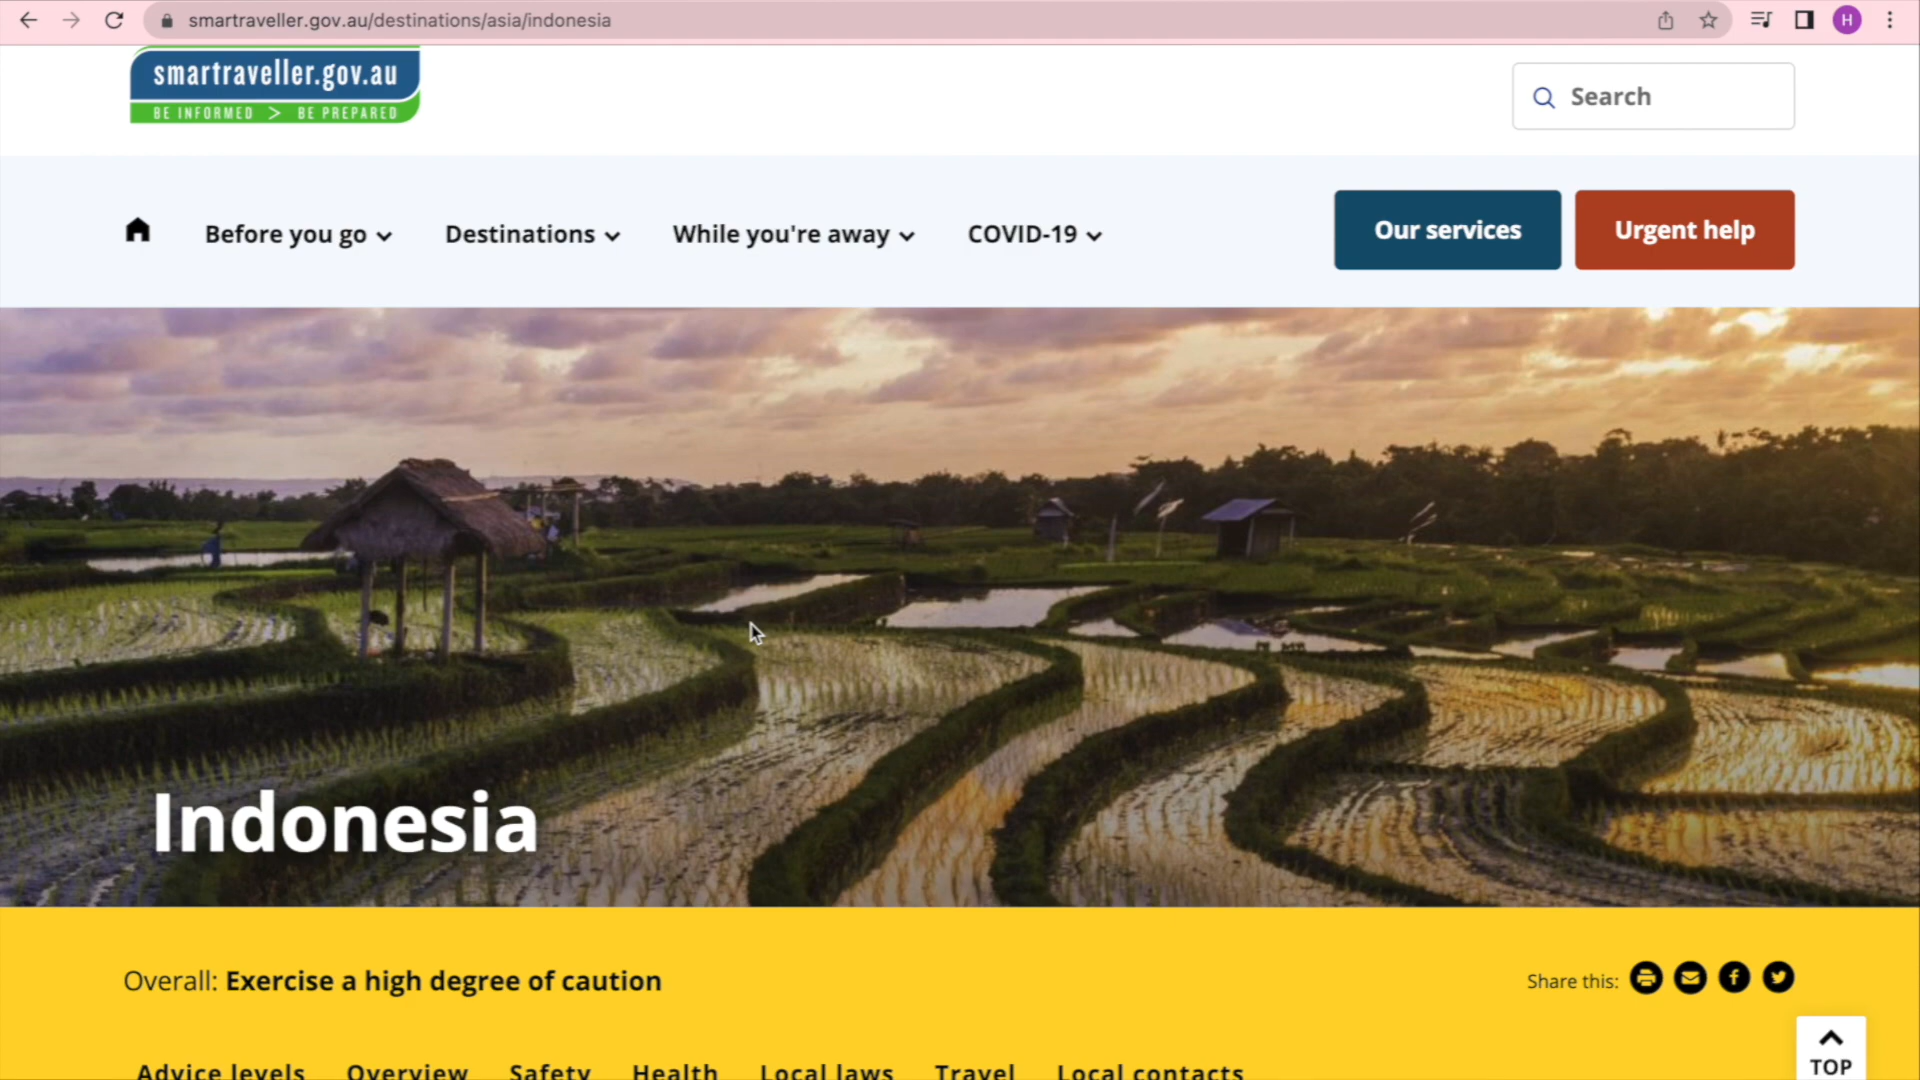 smartraveller.gov.au/destinations/asia/indonesia
H
smartraveller.gov.au
BE INFORMED > BE PREPARED
Search
Before you go
Destinations
While you're away
COVID-19
Our services
Urgent help
Indonesia
Overall: Exercise a high degree of caution
Share this:
Advice levels
Overview
Safety
Health
Local laws
Travel
Local contacts
TOP